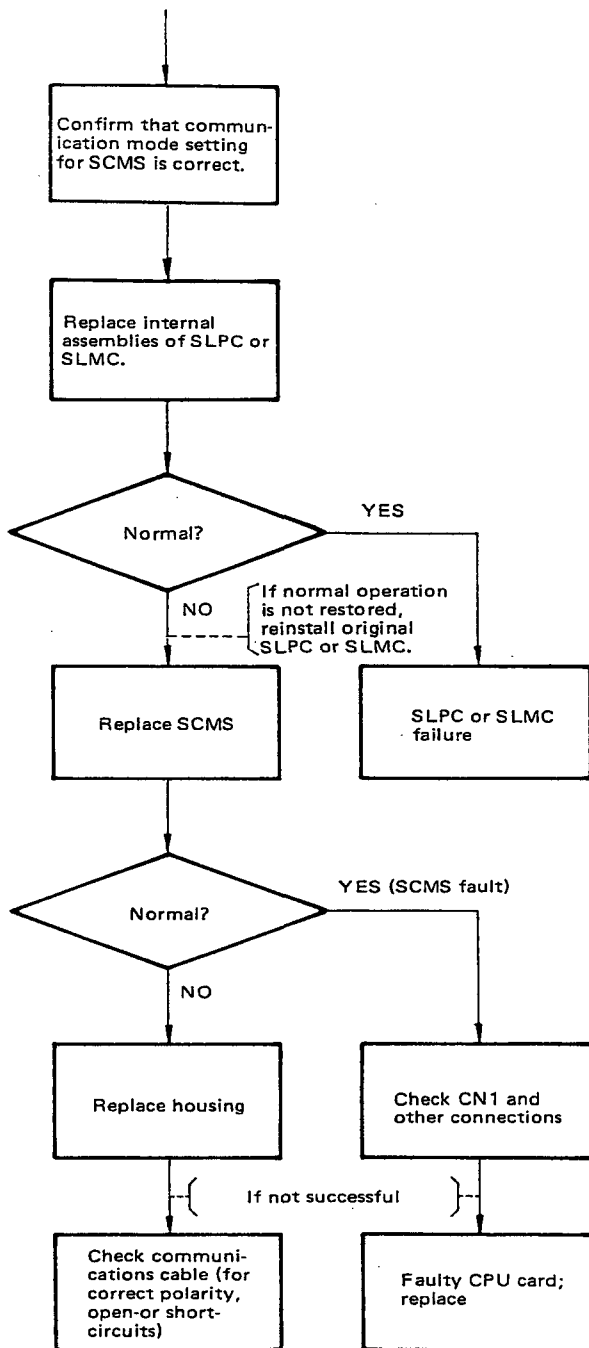 Confirm that commun-
ication mode setting
for SCMS is correct.
Replace internal
assemblies of SLPC or
SLMC.
Normal?
YES
NO
If normal operation
is not restored,
reinstall original
SLPC or SLMC.
Replace SCMS
SLPC or SLMC
failure
Normal?
YES (SCMS fault)
NO
Replace housing
Check CN1 and
other connections
If not successful
Check communi-
cations cable (for
correct polarity,
open-or short-
circuits)
Faulty CPU card;
replace